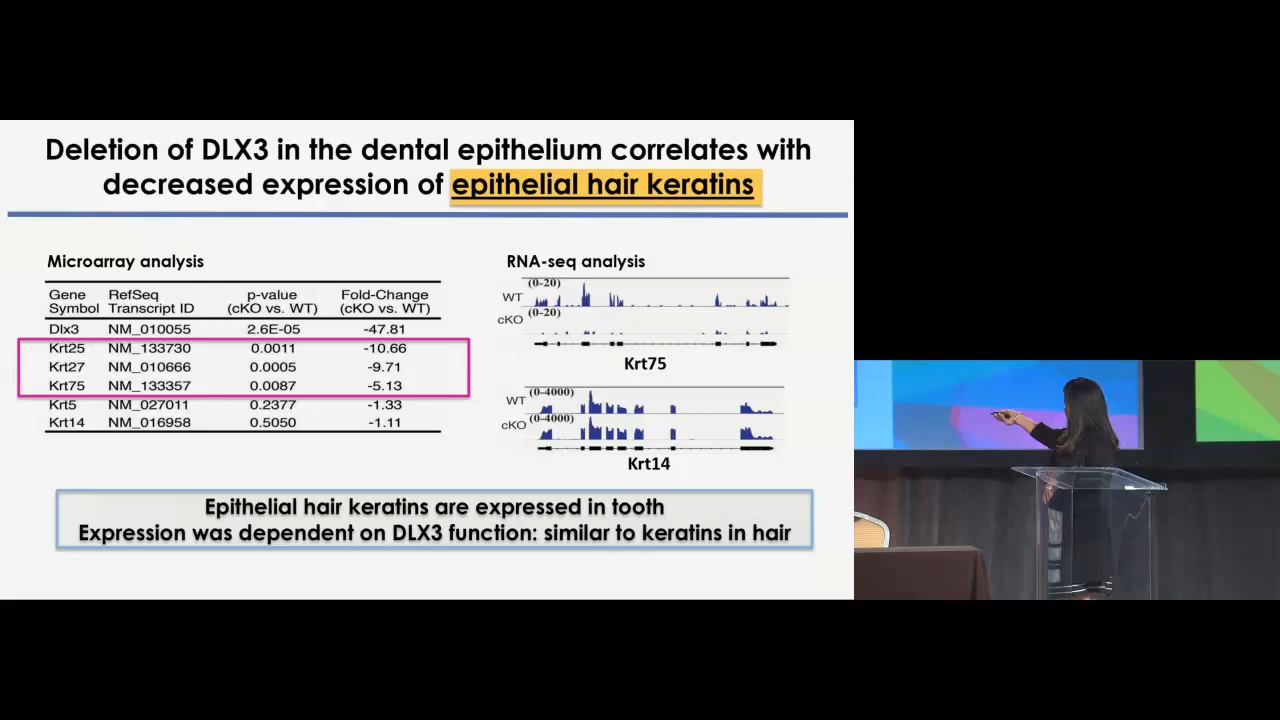 Deletion of DLX3 in the dental epithelium correlates with
decreased expression of epithelial hair keratins
Microarray analysis
Gene Symbol RefSeq Transcript ID p-value (cKO vs. WT) Fold-Change (cKO vs. WT)
Dlx3 NM_010055 2.6E-05 -47.81
Krt25 NM_133730 0.0011 -10.66
Krt27 NM_010666 0.0005 -9.71
Krt75 NM_133357 0.0087 -5.13
Krt5 NM_027011 0.2377 -1.33
Krt14 NM_016958 0.5050 -1.11
RNA-seq analysis
(0-20)
WT
(0-20)
cKO
Krt75
(0-4000)
WT
(0-4000)
cKO
Krt14
Epithelial hair keratins are expressed in tooth
Expression was dependent on DLX3 function: similar to keratins in hair